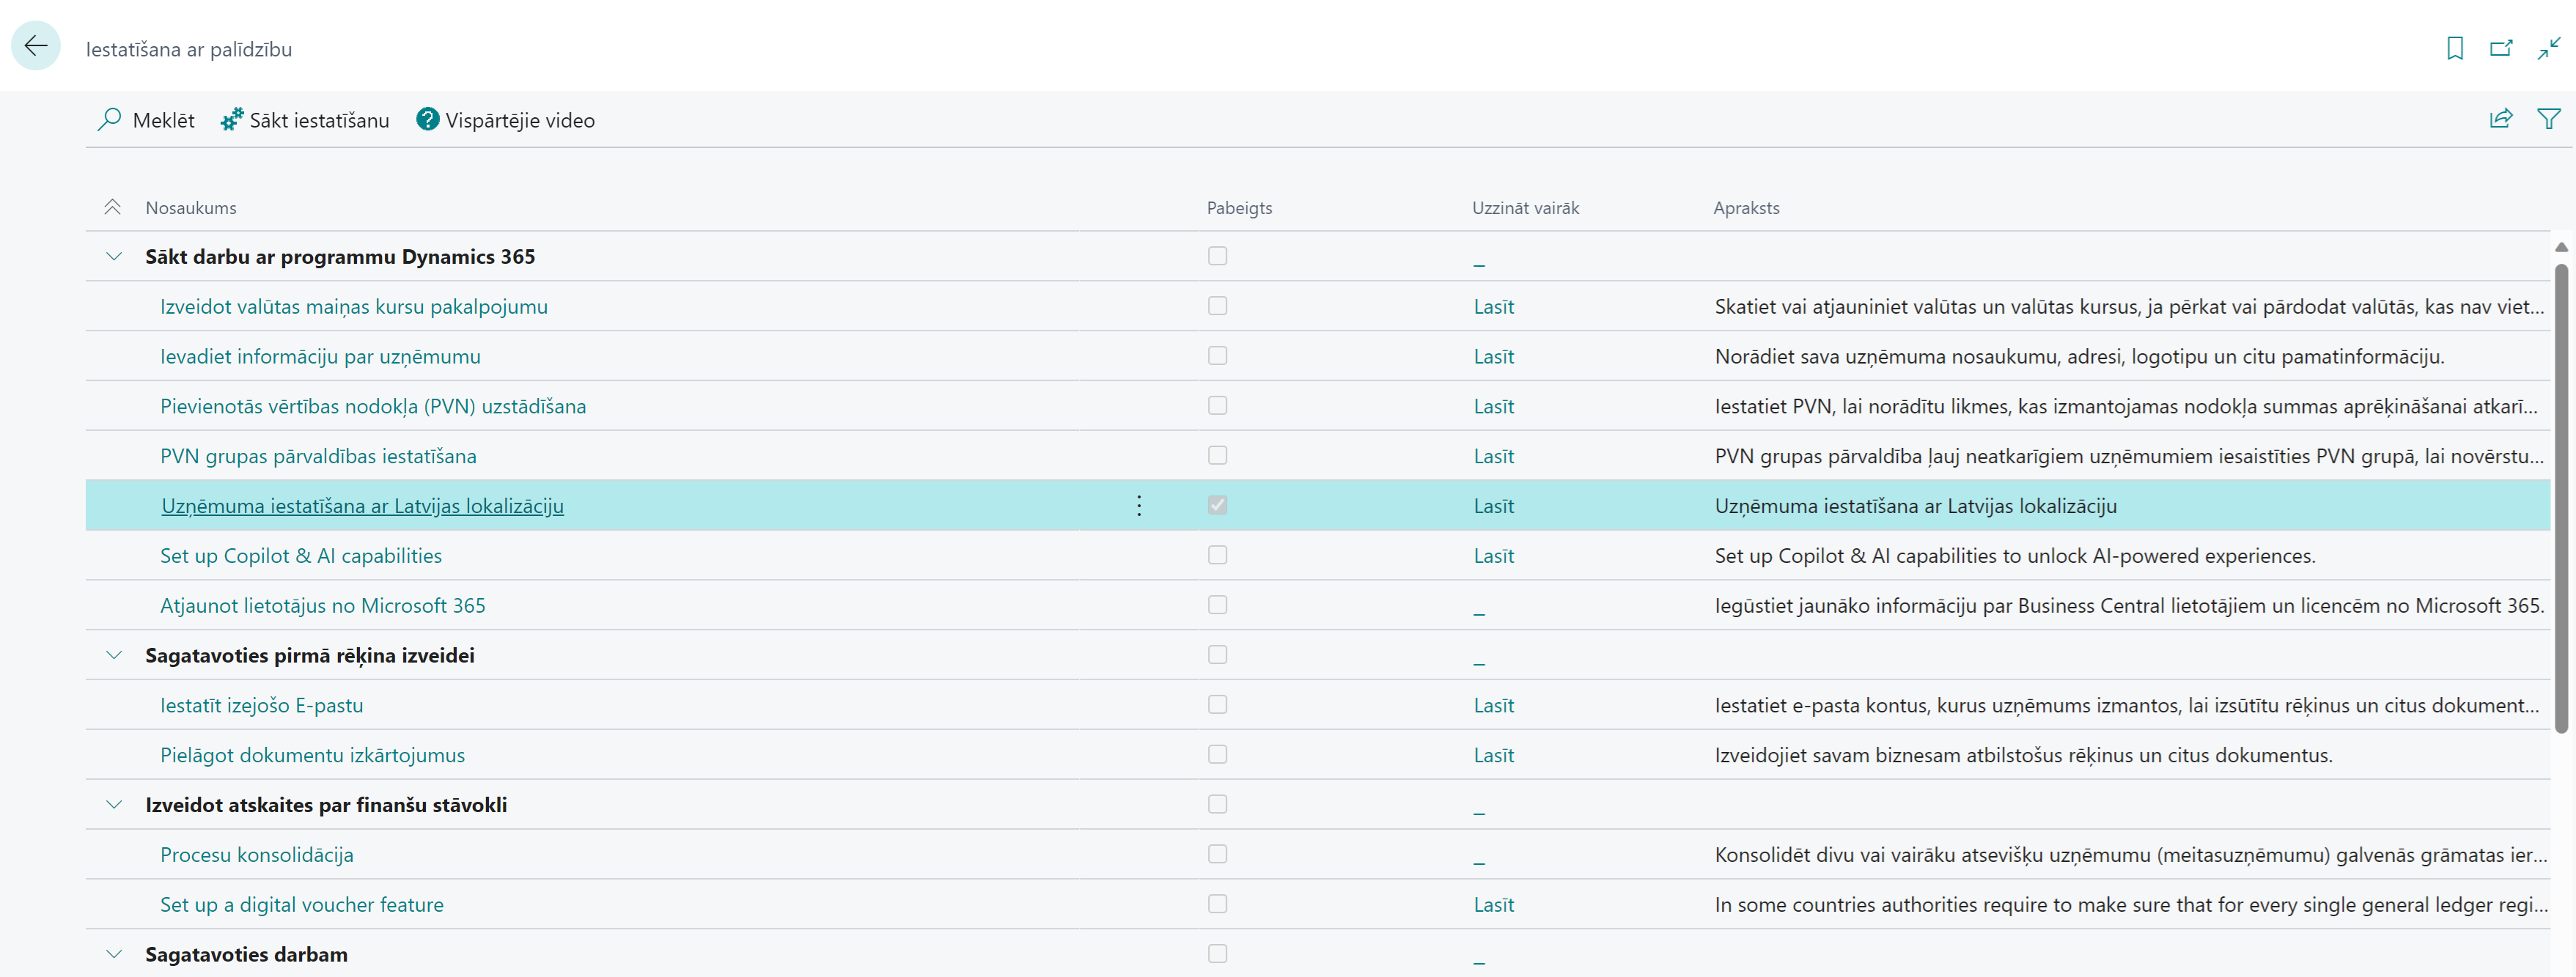 Iestatīšana ar palīdzību
Meklēt Sākt iestatīšanu Vispārtējie video
Nosaukums Pabeigts Uzzināt vairāk Apraksts
Sākt darbu ar programmu Dynamics 365 _
Izveidot valūtas maiņas kursu pakalpojumu Lasīt Skatiet vai atjauniniet valūtas un valūtas kursus, ja pērkat vai pārdodat valūtās, kas nav viet...
Ievadiet informāciju par uzņēmumu Lasīt Norādiet sava uzņēmuma nosaukumu, adresi, logotipu un citu pamatinformāciju.
Pievienotās vērtības nodokļa (PVN) uzstādīšana Lasīt Iestatiet PVN, lai norādītu likmes, kas izmantojamas nodokļa summas aprēķināšanai atkarī...
PVN grupas pārvaldības iestatīšana Lasīt PVN grupas pārvaldība ļauj neatkarīgiem uzņēmumiem iesaistīties PVN grupā, lai novērstu...
Uzņēmuma iestatīšana ar Latvijas lokalizāciju Lasīt Uzņēmuma iestatīšana ar Latvijas lokalizāciju
Set up Copilot & AI capabilities Lasīt Set up Copilot & AI capabilities to unlock AI-powered experiences.
Atjaunot lietotājus no Microsoft 365 _ Iegūstiet jaunāko informāciju par Business Central lietotājiem un licencēm no Microsoft 365.
Sagatavoties pirmā rēķina izveidei _
Iestatīt izejošo E-pastu Lasīt Iestatiet e-pasta kontus, kurus uzņēmums izmantos, lai izsūtītu rēķinus un citus dokument...
Pielāgot dokumentu izkārtojumus Lasīt Izveidojiet savam biznesam atbilstošus rēķinus un citus dokumentus.
Izveidot atskaites par finanšu stāvokli _
Procesu konsolidācija _ Konsolidēt divu vai vairāku atsevišķu uzņēmumu (meitasuzņēmumu) galvenās grāmatas ier...
Set up a digital voucher feature Lasīt In some countries authorities require to make sure that for every single general ledger regi...
Sagatavoties darbam _